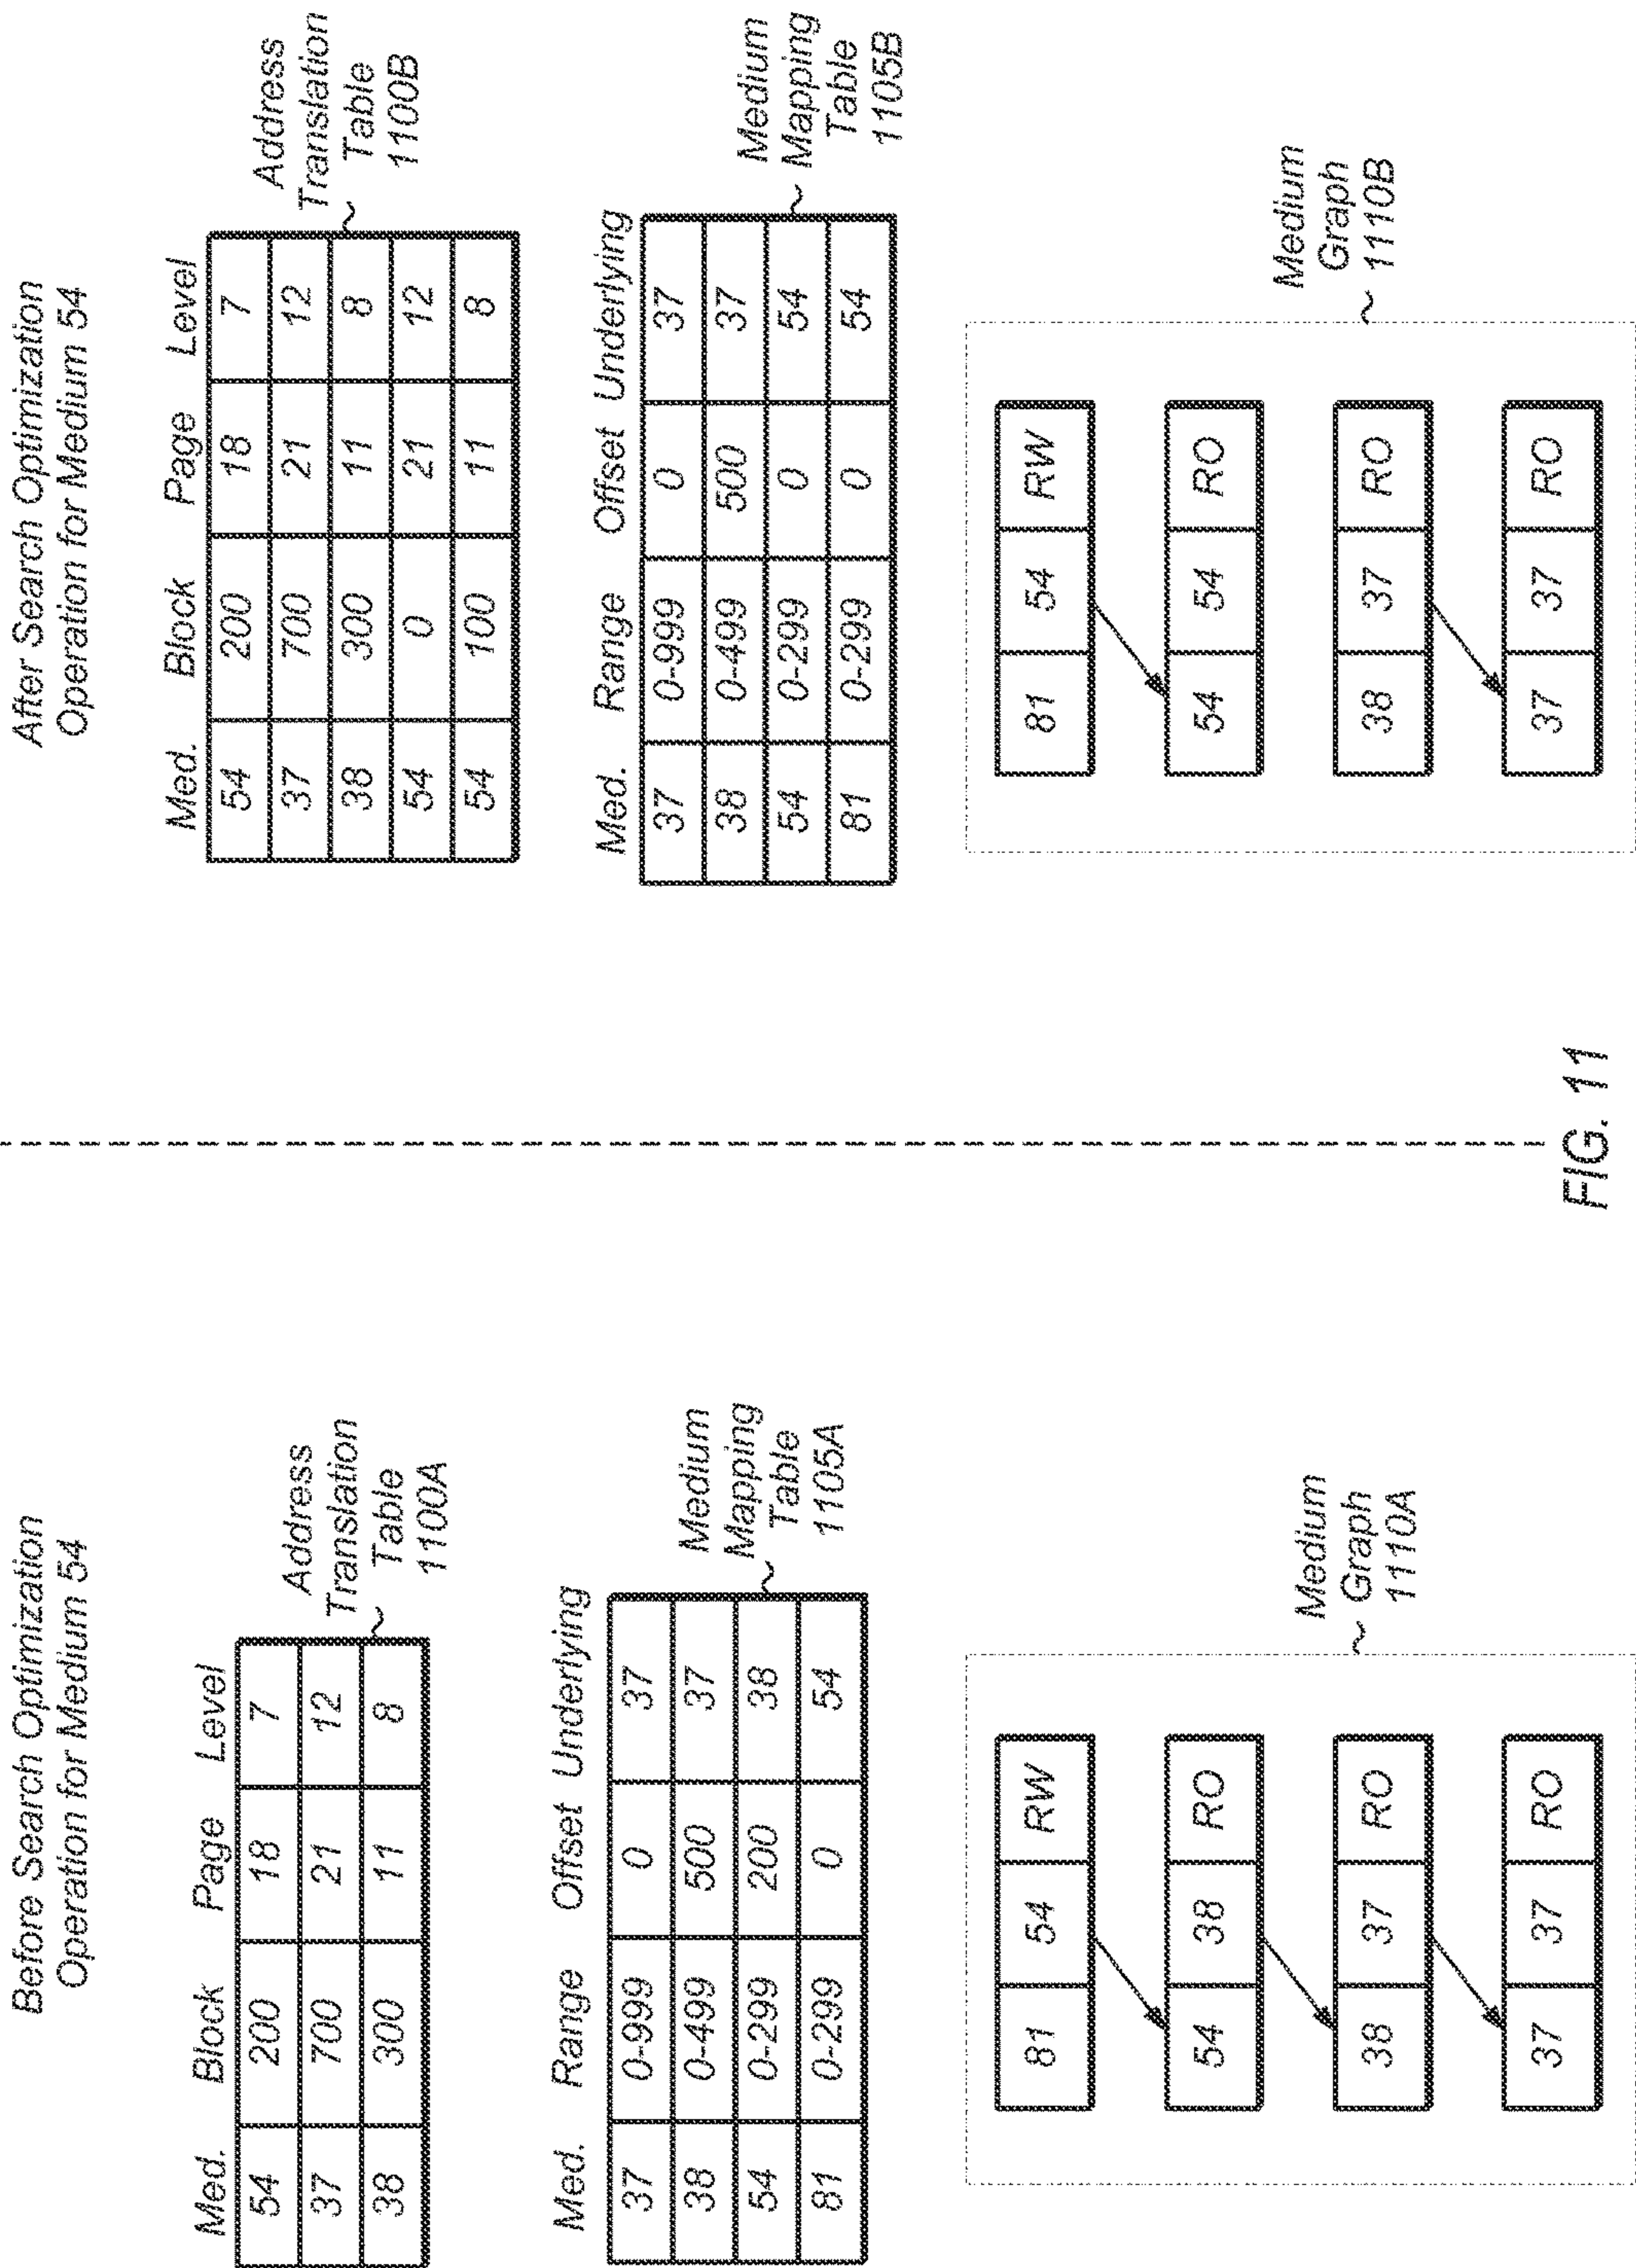 Before Search Optimization
Operation for Medium 54
Med. Block Page Level
54 200 18 7
37 700 21 12
38 300 11 8
Address
Translation
Table
1100A
Med. Range Offset Underlying
37 0-999 0 37
38 0-499 500 37
54 0-299 200 38
81 0-299 0 54
Medium
Mapping
Table
1105A
81 54 RW
54 38 RO
38 37 RO
37 37 RO
Medium
Graph
1110A
After Search Optimization
Operation for Medium 54
Med. Block Page Level
54 200 18 7
37 700 21 12
38 300 11 8
54 0 21 12
54 100 11 8
Address
Translation
Table
1100B
Med. Range Offset Underlying
37 0-999 0 37
38 0-499 500 37
54 0-299 0 54
81 0-299 0 54
Medium
Mapping
Table
1105B
81 54 RW
54 54 RO
38 37 RO
37 37 RO
Medium
Graph
1110B
FIG. 11